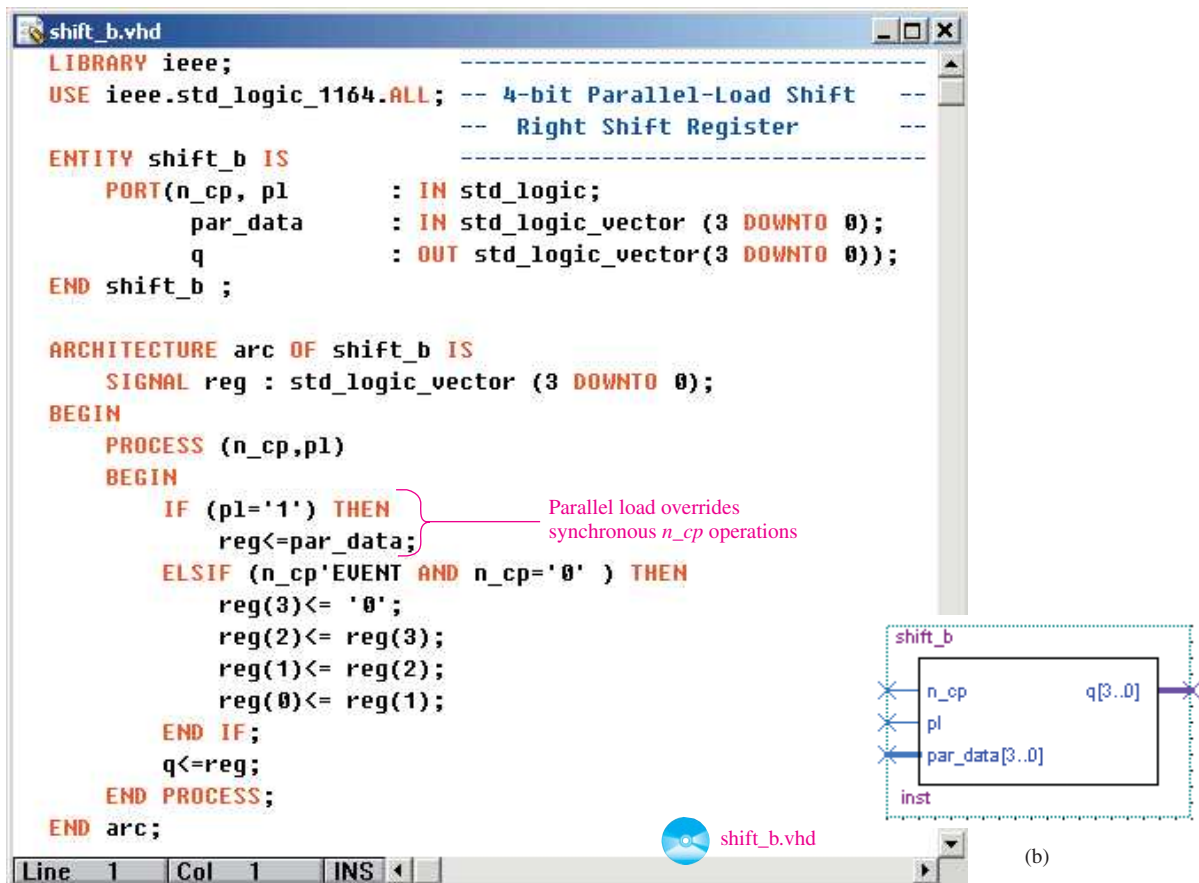 shift_b.vhd
LIBRARY ieee; ----------------------------------
USE ieee.std_logic_1164.ALL; -- 4-bit Parallel-Load Shift --
-- Right Shift Register --
ENTITY shift_b IS ----------------------------------
PORT(n_cp, pl : IN std_logic;
par_data : IN std_logic_vector (3 DOWNTO 0);
q : OUT std_logic_vector(3 DOWNTO 0));
END shift_b ;
ARCHITECTURE arc OF shift_b IS
SIGNAL reg : std_logic_vector (3 DOWNTO 0);
BEGIN
PROCESS (n_cp,pl)
BEGIN
IF (pl='1') THEN
reg<=par_data;
Parallel load overrides
synchronous n_cp operations
ELSIF (n_cp'EVENT AND n_cp='0' ) THEN
reg(3)<= '0';
reg(2)<= reg(3);
reg(1)<= reg(2);
reg(0)<= reg(1);
END IF;
q<=reg;
END PROCESS;
END arc;
shift_b.vhd
Line 1 Col 1 INS
shift_b
n_cp q[3..0]
pl
par_data[3..0]
inst
(b)